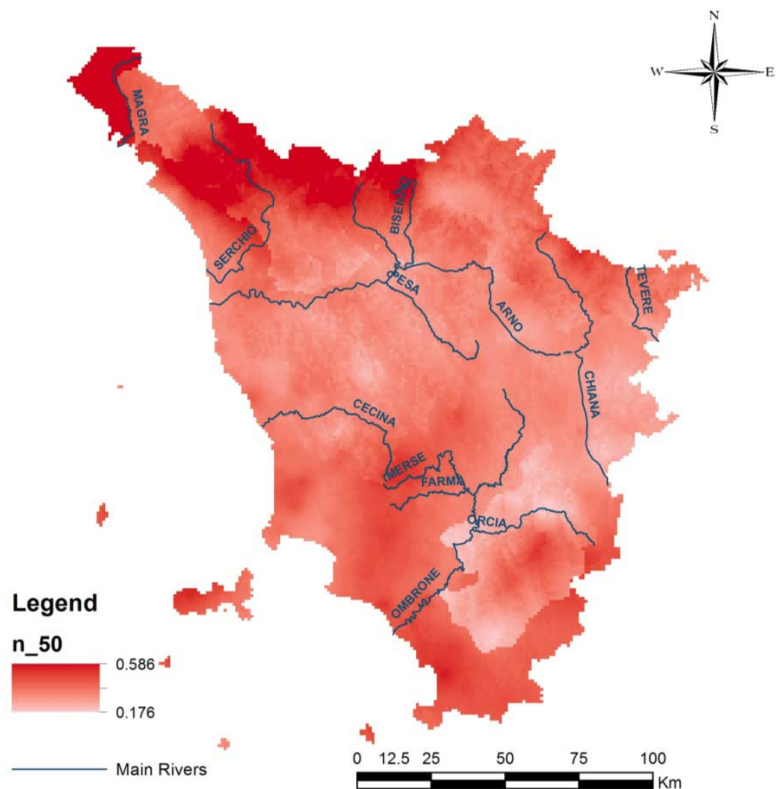 N
W E
S
MAGRA
BISENZIO
SERCHIO
PESA
TEVERE
ARNO
CHIANA
CECINA
MERSE
FARMA
ORCIA
OMBRONE
Legend
n_50
0.586
0.176
Main Rivers
0 12.5 25 50 75 100
Km